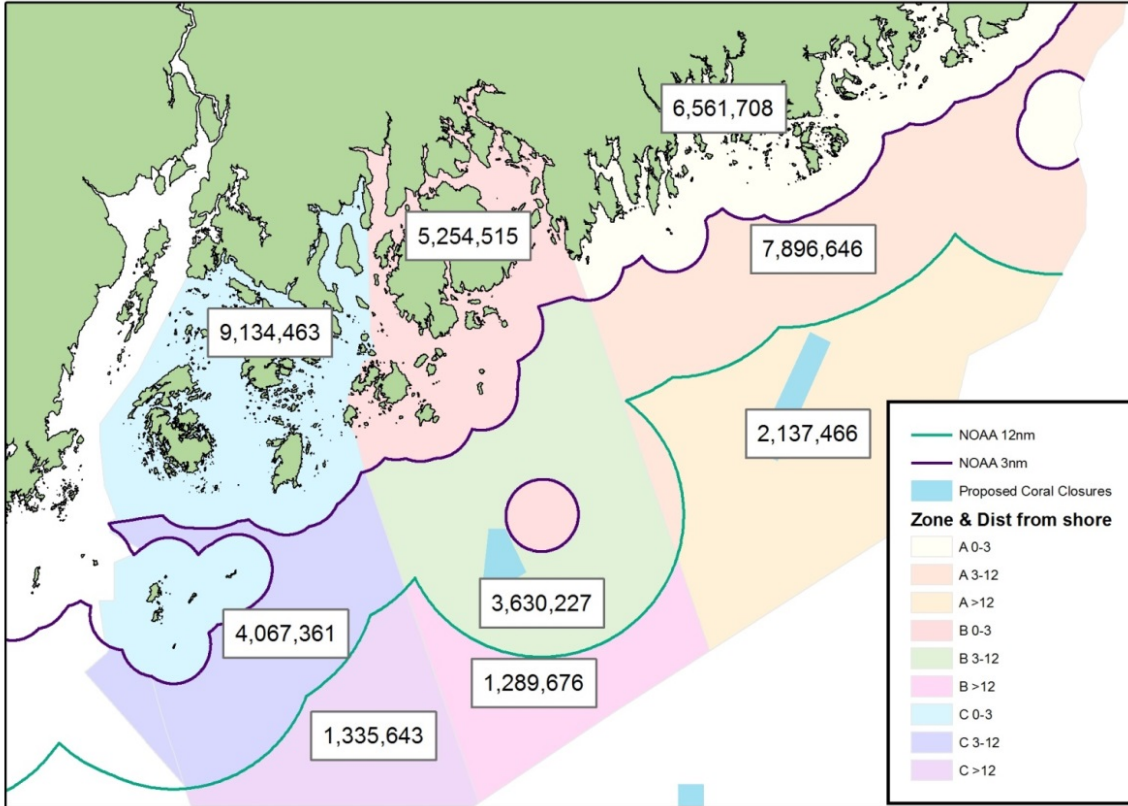 6,561,708
5,254,515
7,896,646
9,134,463
2,137,466
3,630,227
4,067,361
1,289,676
1,335,643
NOAA 12nm
NOAA 3nm
Proposed Coral Closures
Zone & Dist from shore
A 0-3
A 3-12
A >12
B 0-3
B 3-12
B >12
C 0-3
C 3-12
C >12